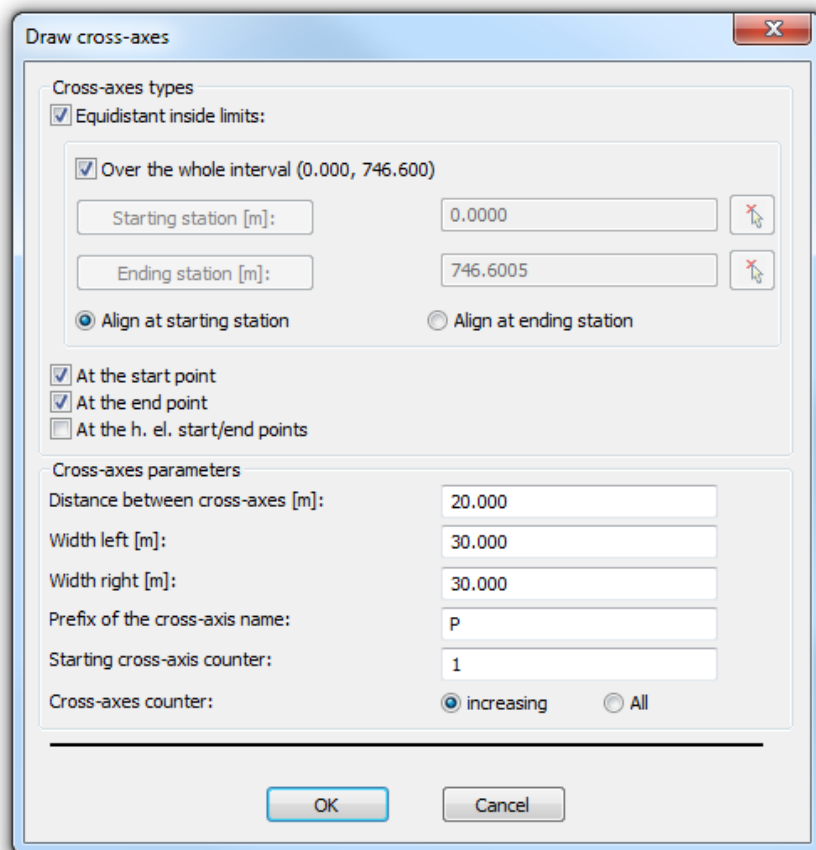 Draw cross-axes
Cross-axes types
Equidistant inside limits:
Over the whole interval (0.000, 746.600)
Starting station [m]: 0.0000
Ending station [m]: 746.6005
Align at starting station Align at ending station
At the start point
At the end point
At the h. el. start/end points
Cross-axes parameters
Distance between cross-axes [m]: 20.000
Width left [m]: 30.000
Width right [m]: 30.000
Prefix of the cross-axis name: P
Starting cross-axis counter: 1
Cross-axes counter: increasing All
OK Cancel